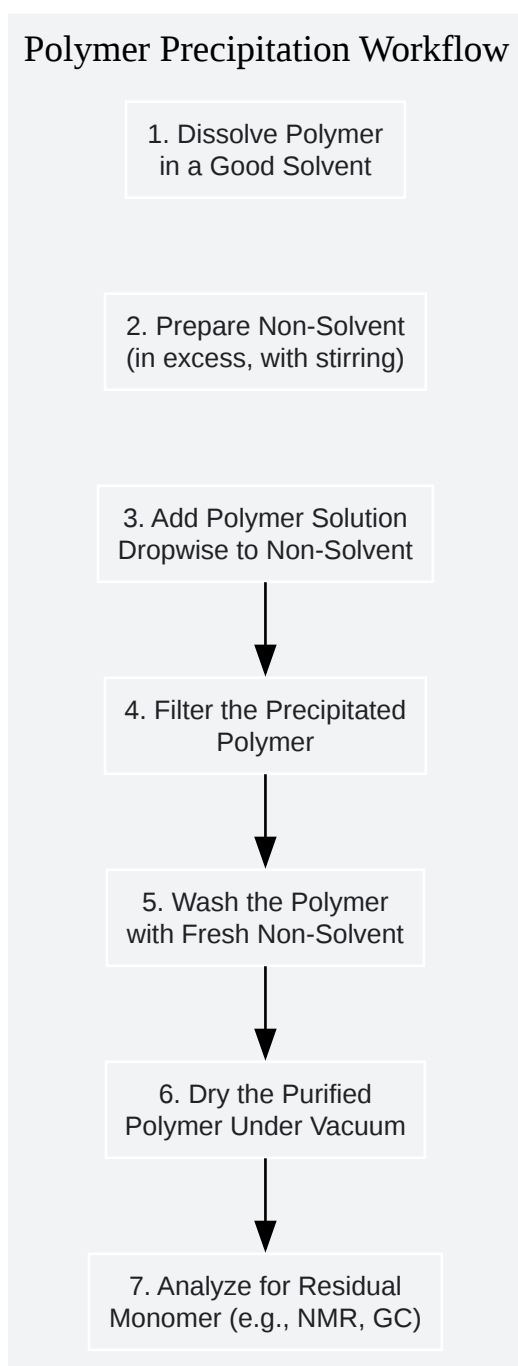 Polymer Precipitation Workflow
1. Dissolve Polymer
in a Good Solvent
2. Prepare Non-Solvent
(in excess, with stirring)
3. Add Polymer Solution
Dropwise to Non-Solvent
4. Filter the Precipitated
Polymer
5. Wash the Polymer
with Fresh Non-Solvent
6. Dry the Purified
Polymer Under Vacuum
7. Analyze for Residual
Monomer (e.g., NMR, GC)